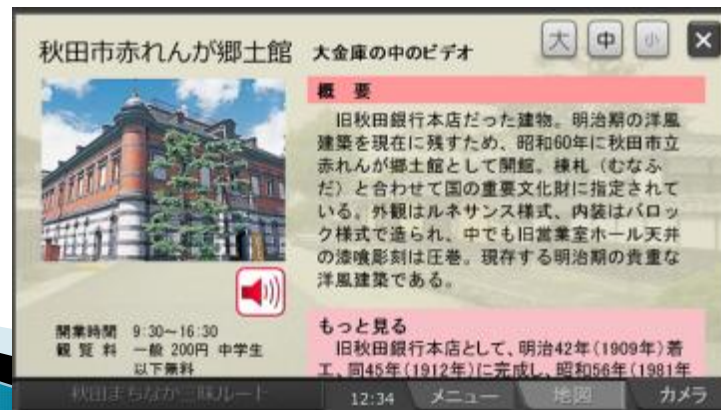 秋田市赤れんが郷土館
大金庫の中のビデオ
大 中 小
概 要
旧秋田銀行本店だった建物。明治期の洋風
建築を現在に残すため、昭和60年に秋田市立
赤れんが郷土館として開館。棟札（むなふ
だ）と合わせて国の重要文化財に指定されて
いる。外観はルネサンス様式、内装はバロッ
ク様式で造られ、中でも旧営業室ホール天井
の漆喰彫刻は圧巻。現存する明治期の貴重な
洋風建築である。
開業時間 9:30～16:30
観覧料 一般 200円 中学生
以下無料
もっと見る
旧秋田銀行本店として、明治42年(1909年)着
工、同45年(1912年)に完成し、昭和56年(1981年
秋田まちなか三昧ルート
12:34 メニュー 地図 カメラ